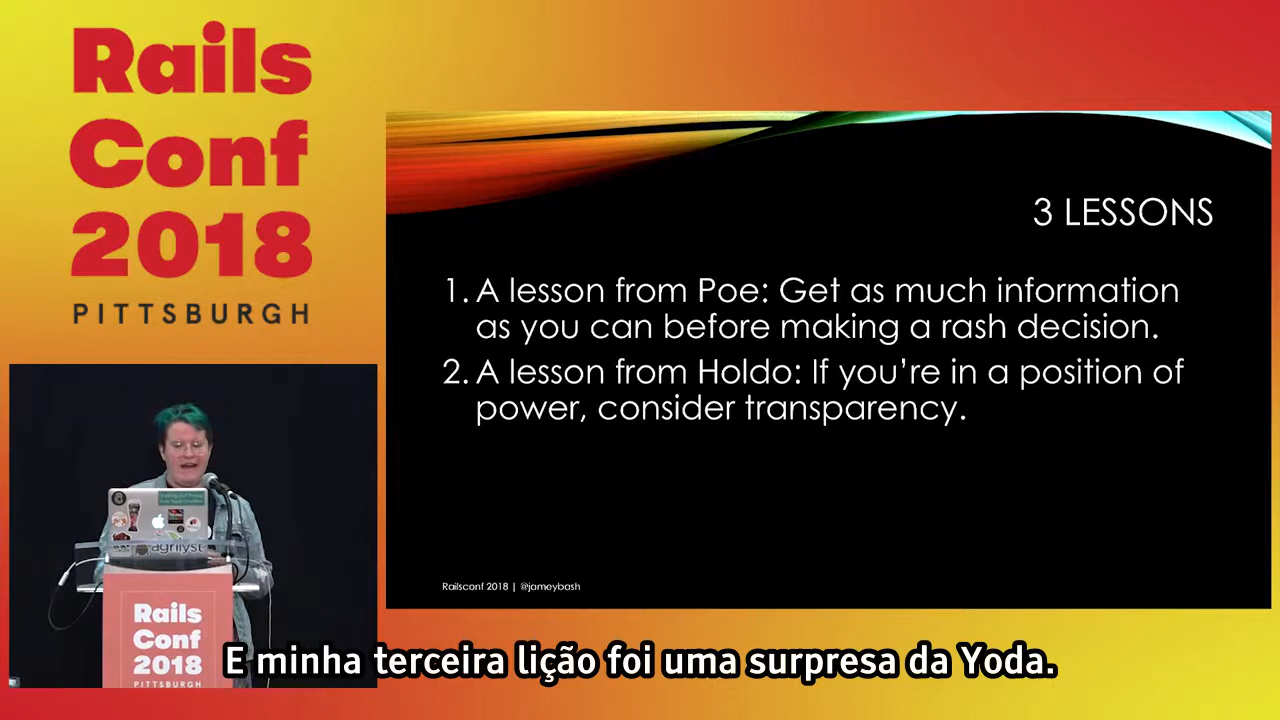 Rails
Conf
2018
PITTSBURGH
3 LESSONS
1. A lesson from Poe: Get as much information
as you can before making a rash decision.
2. A lesson from Holdo: If you're in a position of
power, consider transparency.
Railsconf 2018 | @jameybash
agrilyst
Rails
Conf
2018
PITTSBURGH
E minha terceira lição foi uma surpresa da Yoda.